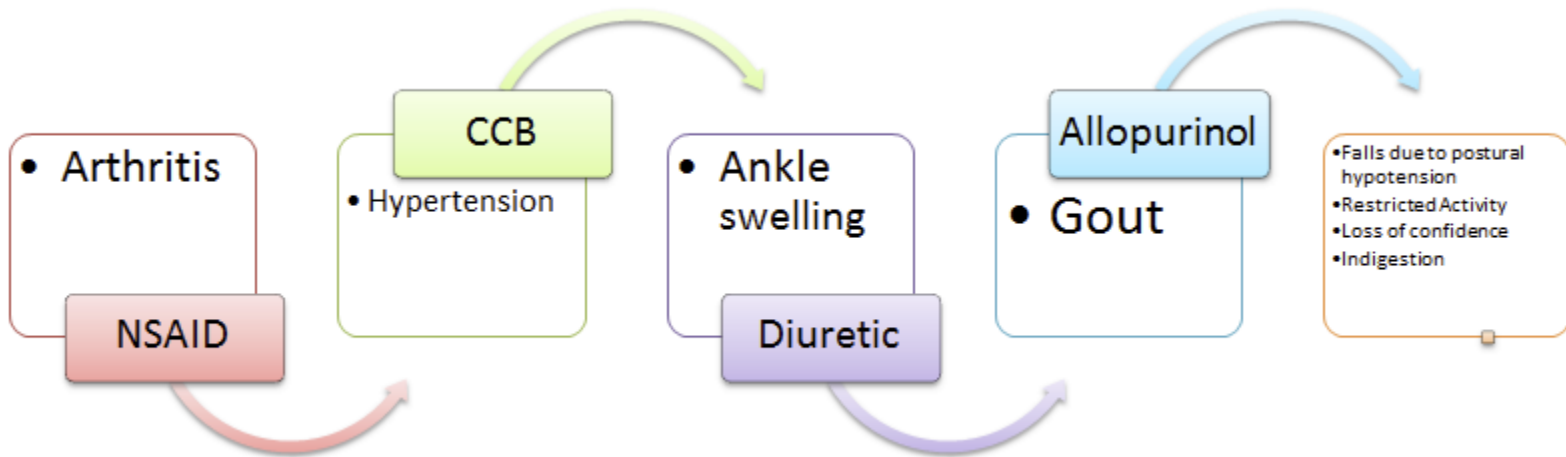 • Arthritis
NSAID
CCB
• Hypertension
• Ankle
swelling
Diuretic
Allopurinol
• Gout
•Falls due to postural
hypotension
•Restricted Activity
•Loss of confidence
•Indigestion